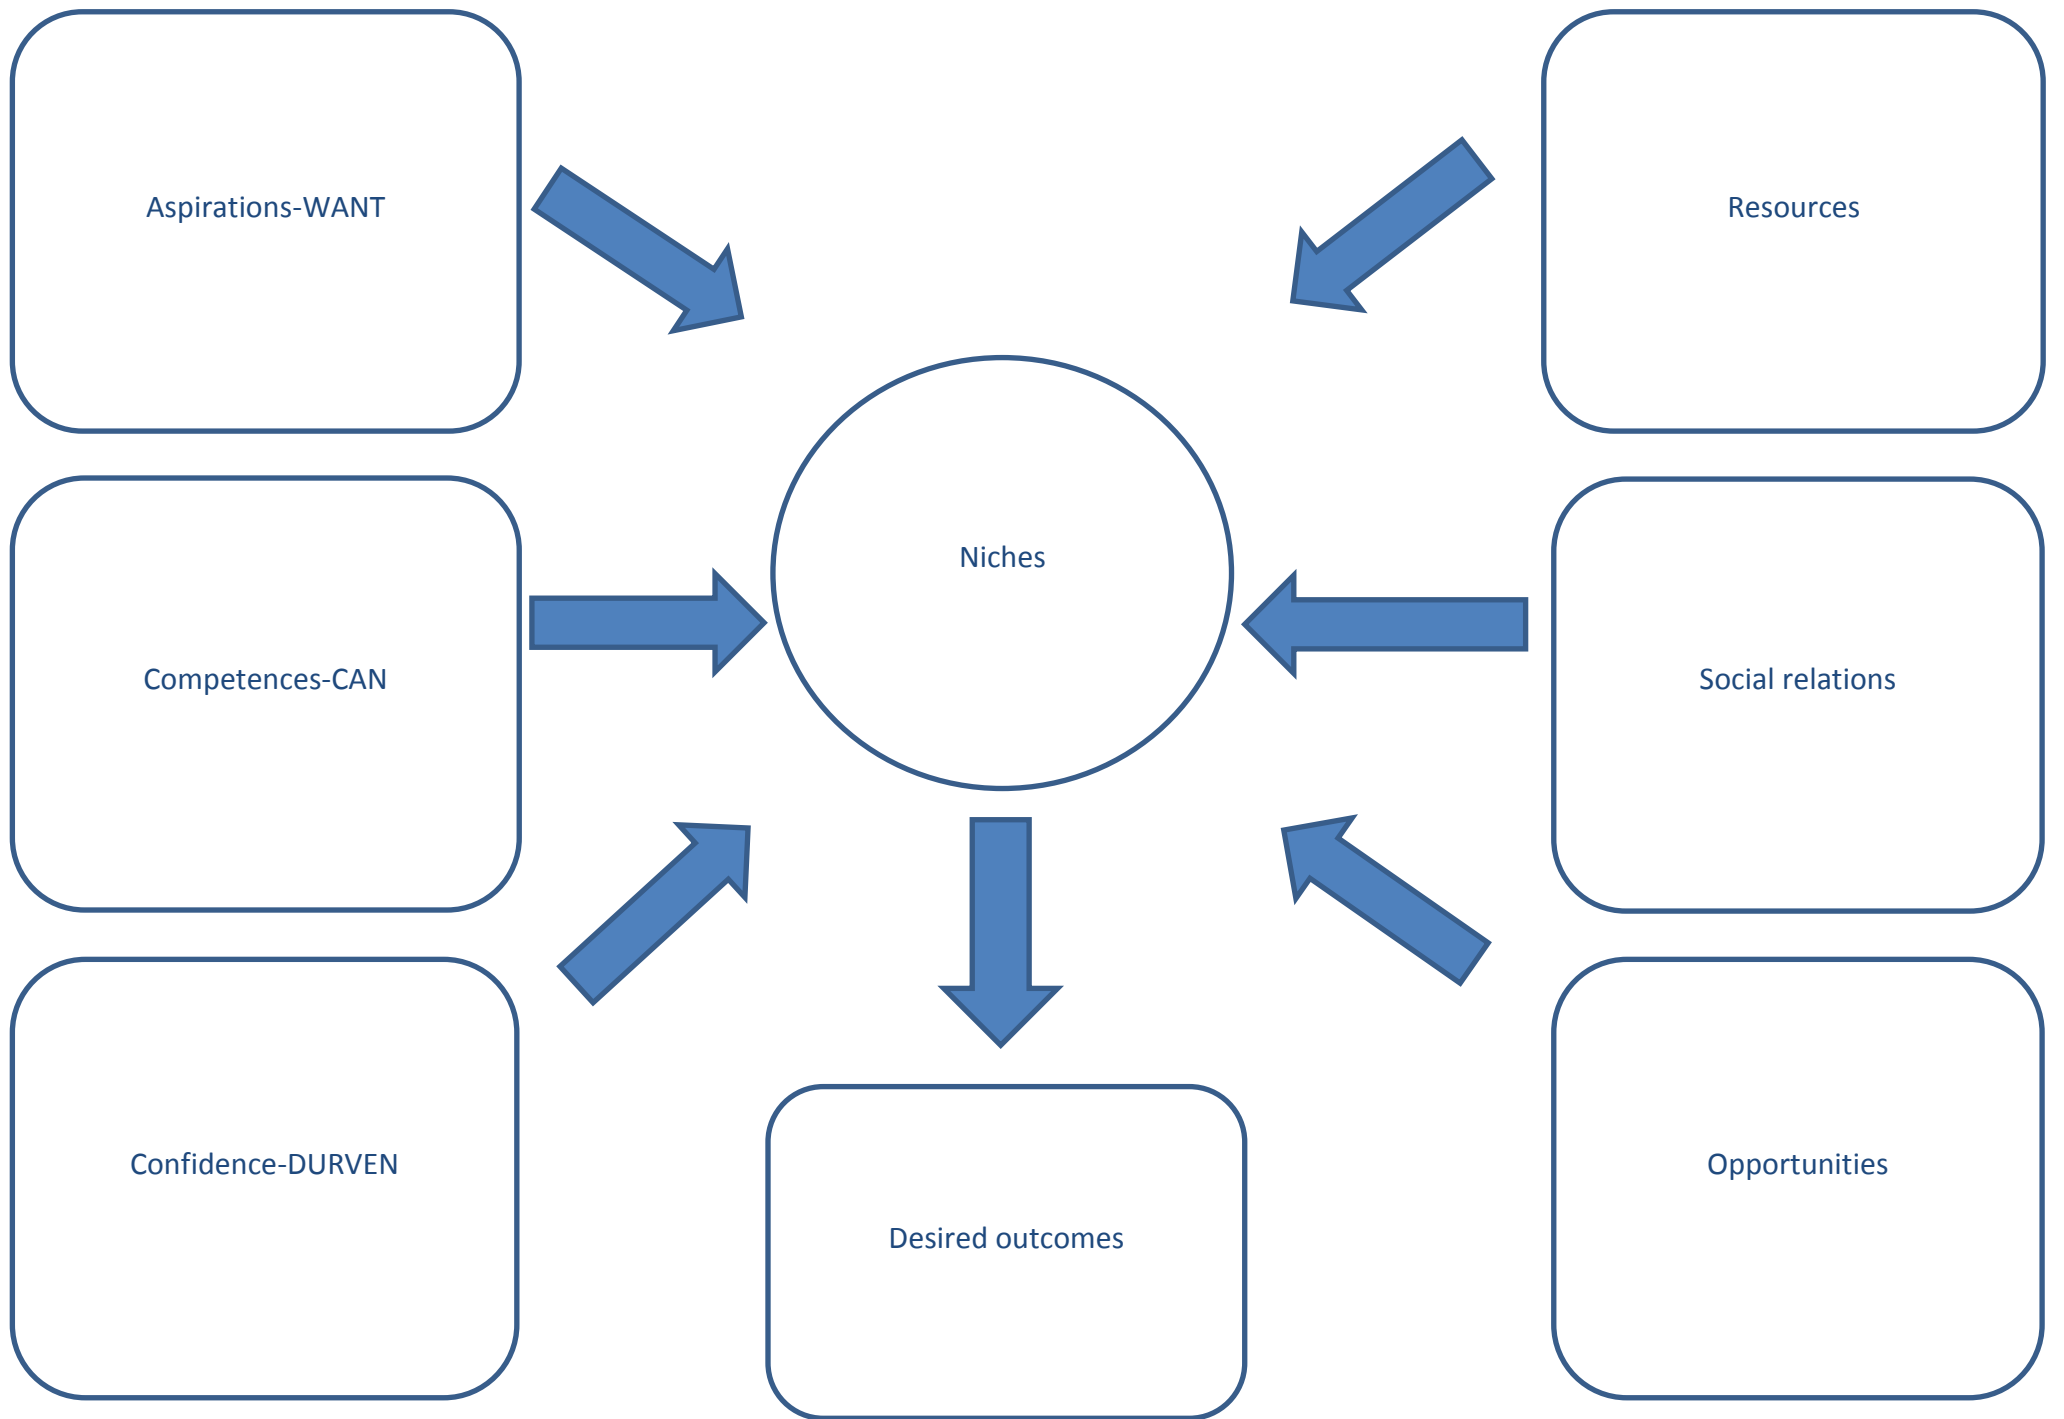 Aspirations-WANT
Resources
Niches
Competences-CAN
Social relations
Confidence-DURVEN
Opportunities
Desired outcomes